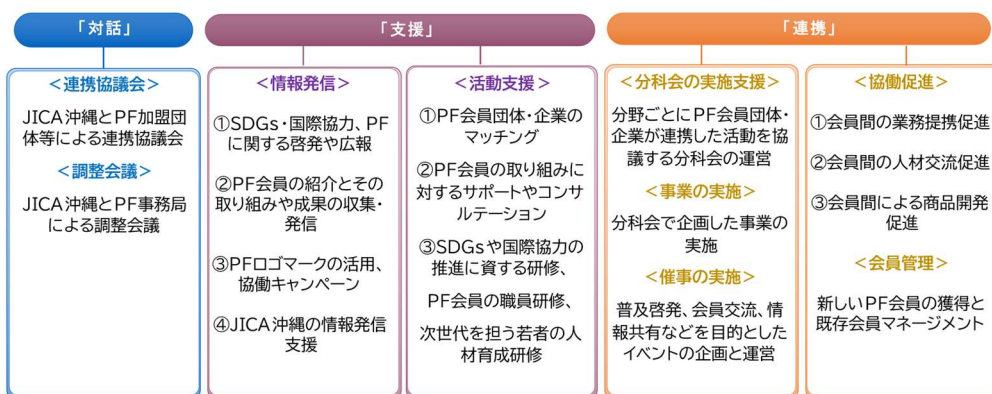 「対話」
「支援」
「連携」
＜連携協議会＞
JICA沖縄とPF加盟団
体等による連携協議会
＜調整会議＞
JICA沖縄とPF事務局
による調整会議
＜情報発信＞
①SDGs・国際協力、PF
に関する啓発や広報
②PF会員の紹介とその
取り組みや成果の収集・
発信
③PFロゴマークの活用、
協働キャンペーン
④JICA沖縄の情報発信
支援
＜活動支援＞
①PF会員団体・企業の
マッチング
②PF会員の取り組みに
対するサポートやコンサ
ルテーション
③SDGsや国際協力の
推進に資する研修、
PF会員の職員研修、
次世代を担う若者の人
材育成研修
＜分科会の実施支援＞
分野ごとにPF会員団体・
企業が連携した活動を協
議する分科会の運営
＜事業の実施＞
分科会で企画した事業の
実施
＜催事の実施＞
普及啓発、会員交流、情
報共有などを目的とした
イベントの企画と運営
＜協働促進＞
①会員間の業務提携促進
②会員間の人材交流促進
③会員間による商品開発
促進
＜会員管理＞
新しいPF会員の獲得と
既存会員マネージメント